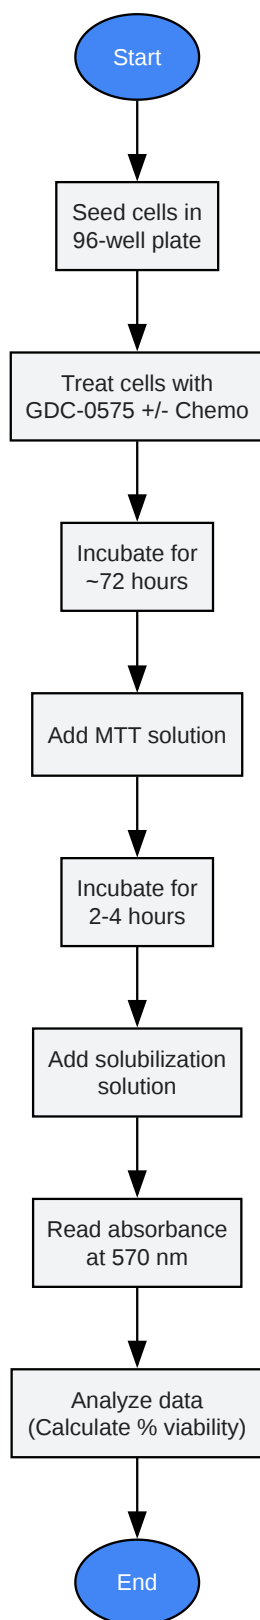 Start
Seed cells in
96-well plate
Treat cells with
GDC-0575 +/- Chemo
Incubate for
~72 hours
Add MTT solution
Incubate for
2-4 hours
Add solubilization
solution
Read absorbance
at 570 nm
Analyze data
(Calculate % viability)
End